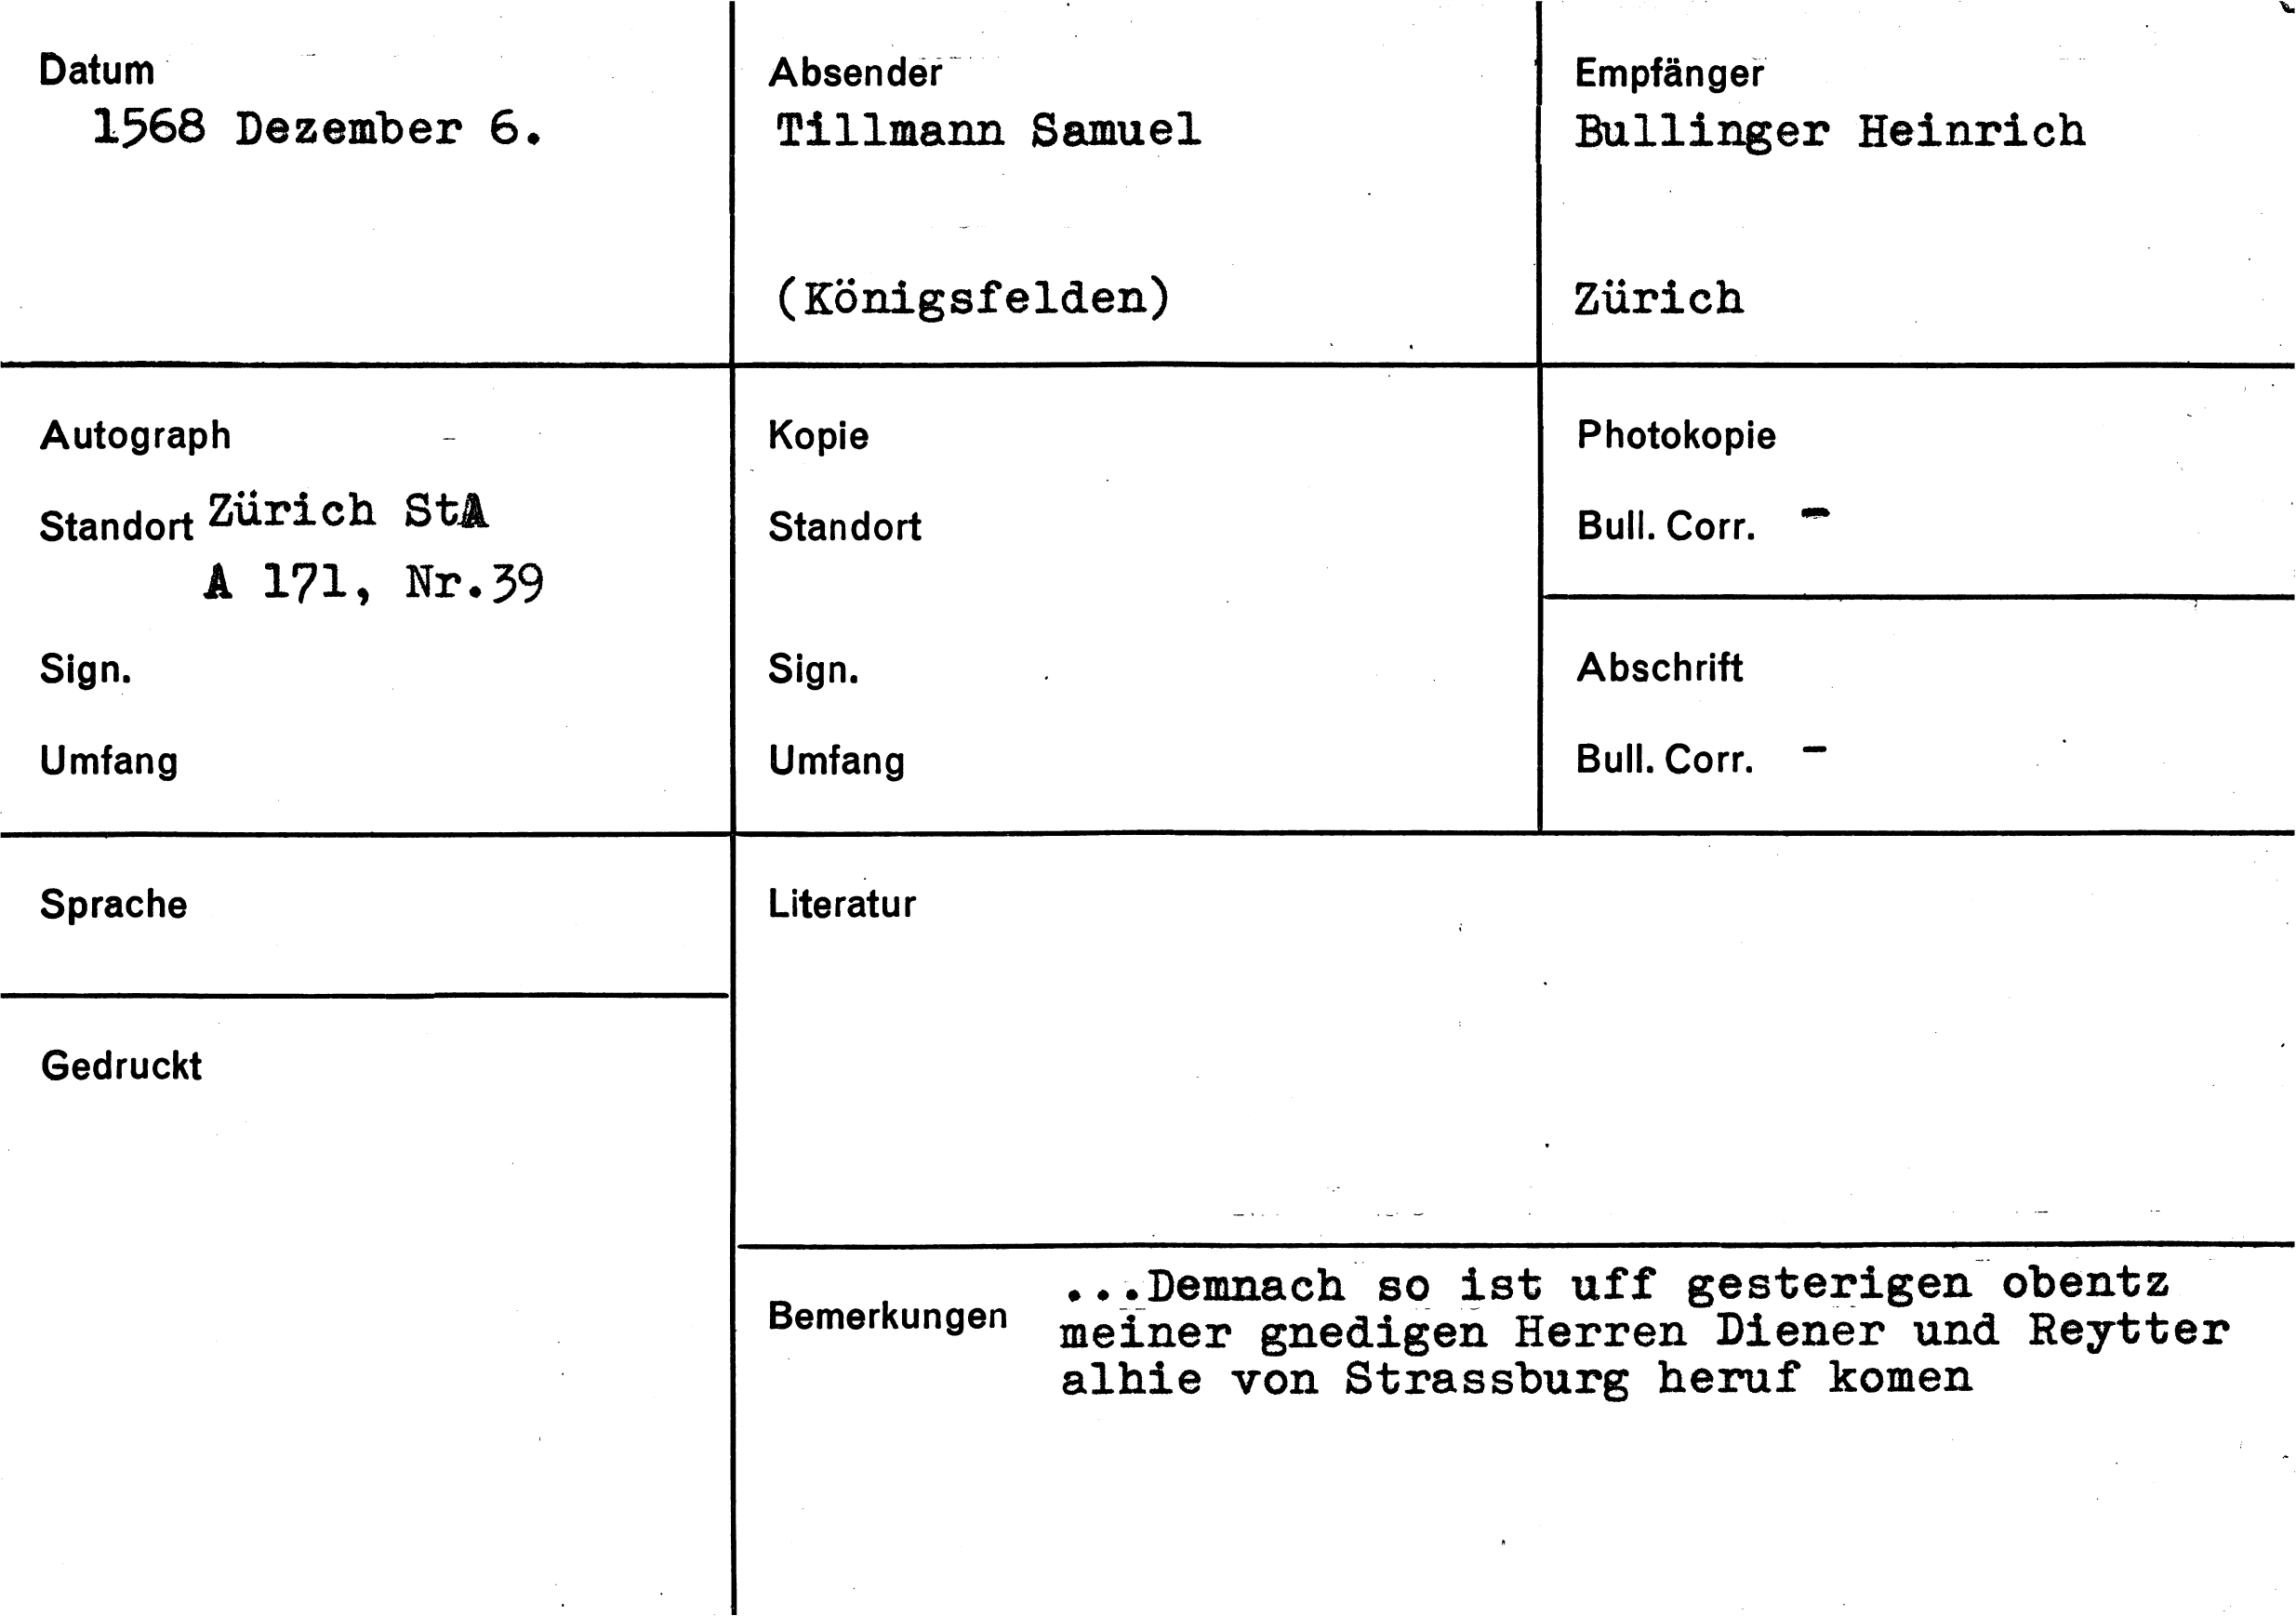 Datum
1568 Dezember 6.
Absender
Tillmann Samuel
(Königsfelden)
Empfänger
Bullinger Heinrich
Zürich
Autograph
Standort Zürich StA
A 171, Nr.39
Sign.
Umfang
Kopie
Standort
Sign.
Umfang
Photokopie
Bull. Corr. -
Abschrift
Bull. Corr. -
Sprache
Gedruckt
Literatur
Bemerkungen ...Demnach so ist uff gesterigen obentz
meiner gnedigen Herren Diener und Reytter
alhie von Strassburg heruf komen